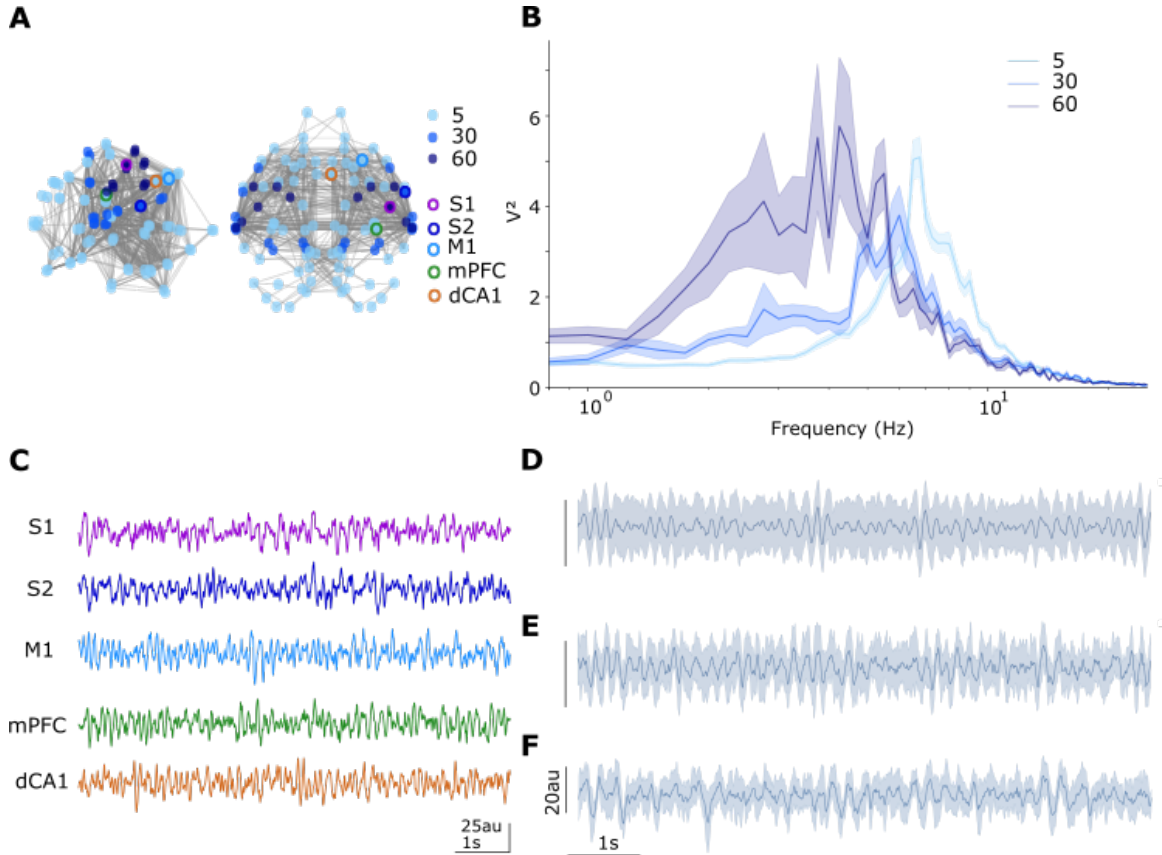 A
5
30
60
S1
S2
M1
mPFC
dCA1
B
5
30
60
V²
6
4
2
0
10⁰
10¹
Frequency (Hz)
C
S1
S2
M1
mPFC
dCA1
25au
1s
D
E
F
20au
1s